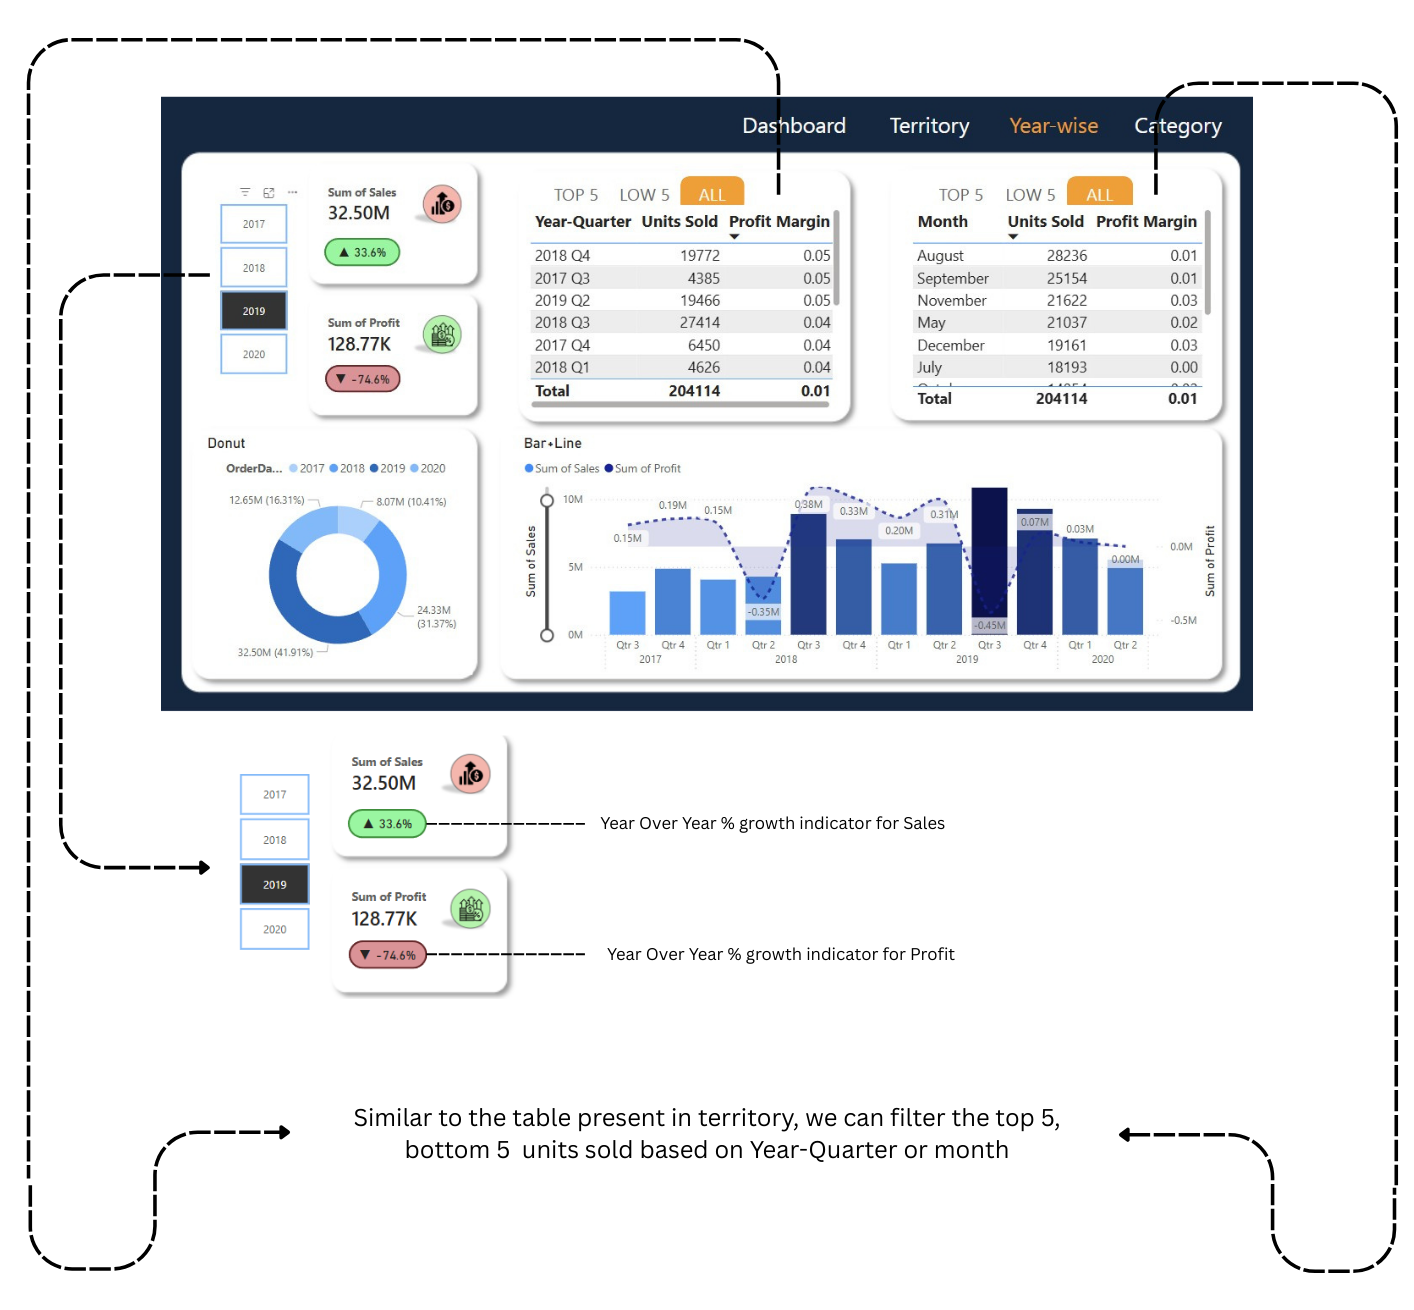 Dashboard Territory Year-wise Category
2017
2018
2019
2020
Sum of Sales
32.50M
▲ 33.6%
Sum of Profit
128.77K
▼ -74.6%
TOP 5 LOW 5 ALL
Year-Quarter Units Sold Profit Margin
2018 Q4 19772 0.05
2017 Q3 4385 0.05
2019 Q2 19466 0.05
2018 Q3 27414 0.04
2017 Q4 6450 0.04
2018 Q1 4626 0.04
Total 204114 0.01
TOP 5 LOW 5 ALL
Month Units Sold Profit Margin
August 28236 0.01
September 25154 0.01
November 21622 0.03
May 21037 0.02
December 19161 0.03
July 18193 0.00
Total 204114 0.01
Donut
OrderDa... 2017 2018 2019 2020
12.65M (16.31%)
8.07M (10.41%)
24.33M
(31.37%)
32.50M (41.91%)
Bar+Line
Sum of Sales Sum of Profit
Sum of Sales
10M
5M
0M
0.15M
0.19M
0.15M
-0.35M
0.38M
0.33M
0.20M
0.31M
-0.45M
0.07M
0.03M
0.00M
0.0M
-0.5M
Sum of Profit
Qtr 3 Qtr 4 Qtr 1 Qtr 2 Qtr 3 Qtr 4 Qtr 1 Qtr 2 Qtr 3 Qtr 4 Qtr 1 Qtr 2
2017 2018 2019 2020
2017
2018
2019
2020
Sum of Sales
32.50M
▲ 33.6%
Year Over Year % growth indicator for Sales
Sum of Profit
128.77K
▼ -74.6%
Year Over Year % growth indicator for Profit
Similar to the table present in territory, we can filter the top 5,
bottom 5 units sold based on Year-Quarter or month